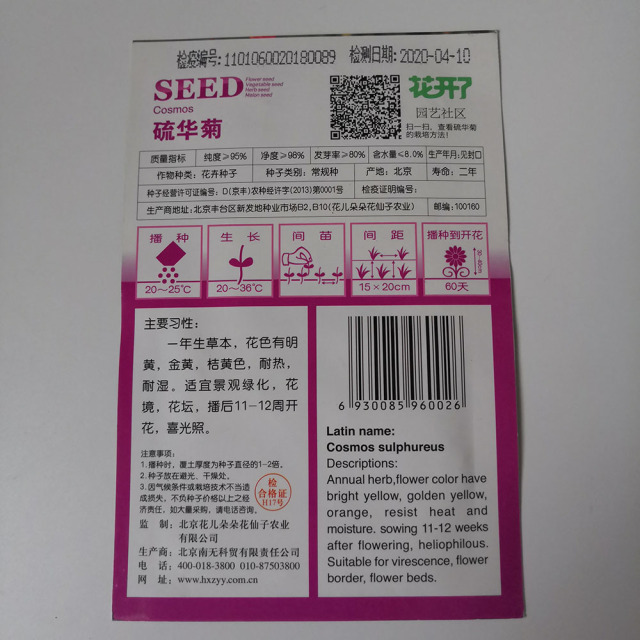 检疫编号:1101060020180089 检测日期:2020-04-10
SEED
Flower seed
Vegetable seed
Herb seed
Melon seed
Cosmos
硫华菊
花开了
园艺社区
扫一扫，查看硫华菊
的栽培方法！
质量指标 纯度≥95% 净度≥98% 发芽率≥80% 含水量≤8.0% 生产年月:见封口
作物种类：花卉种子 种子类别：常规种 产地：北京 寿命：二年
种子经营许可证编号：D(京丰)农种经许字(2013)第0001号 检疫证明编号：
生产商地址：北京丰台区新发地种业市场B2,B10(花儿朵朵花仙子农业) 邮编：100160
播种 生长 间苗 间距 播种到开花
20～25℃ 20～36℃ 15×20cm 60天
主要习性：
一年生草本，花色有明
黄，金黄，桔黄色，耐热，
耐湿。适宜景观绿化，花
境，花坛，播后11-12周开
花，喜光照。
注意事项：
1.播种时，覆土厚度为种子直径的1-2倍。
2.种子放在避光、干燥处。
3.因气候条件或栽培技术不当造
成损失，不负种子价格以上之经
济责任，如大量采购，请电话咨询。
检
合格证
H17号
监 制：北京花儿朵朵花仙子农业
有限公司
生产商：北京南无科贸有限责任公司
电 话：400-018-3800 010-87503800
网 址：www.hxzyy.com.cn
6 930085 960026
Latin name:
Cosmos sulphureus
Descriptions:
Annual herb,flower color have
bright yellow, golden yellow,
orange, resist heat and
moisture. sowing 11-12 weeks
after flowering, heliophilous.
Suitable for virescence, flower
border, flower beds.